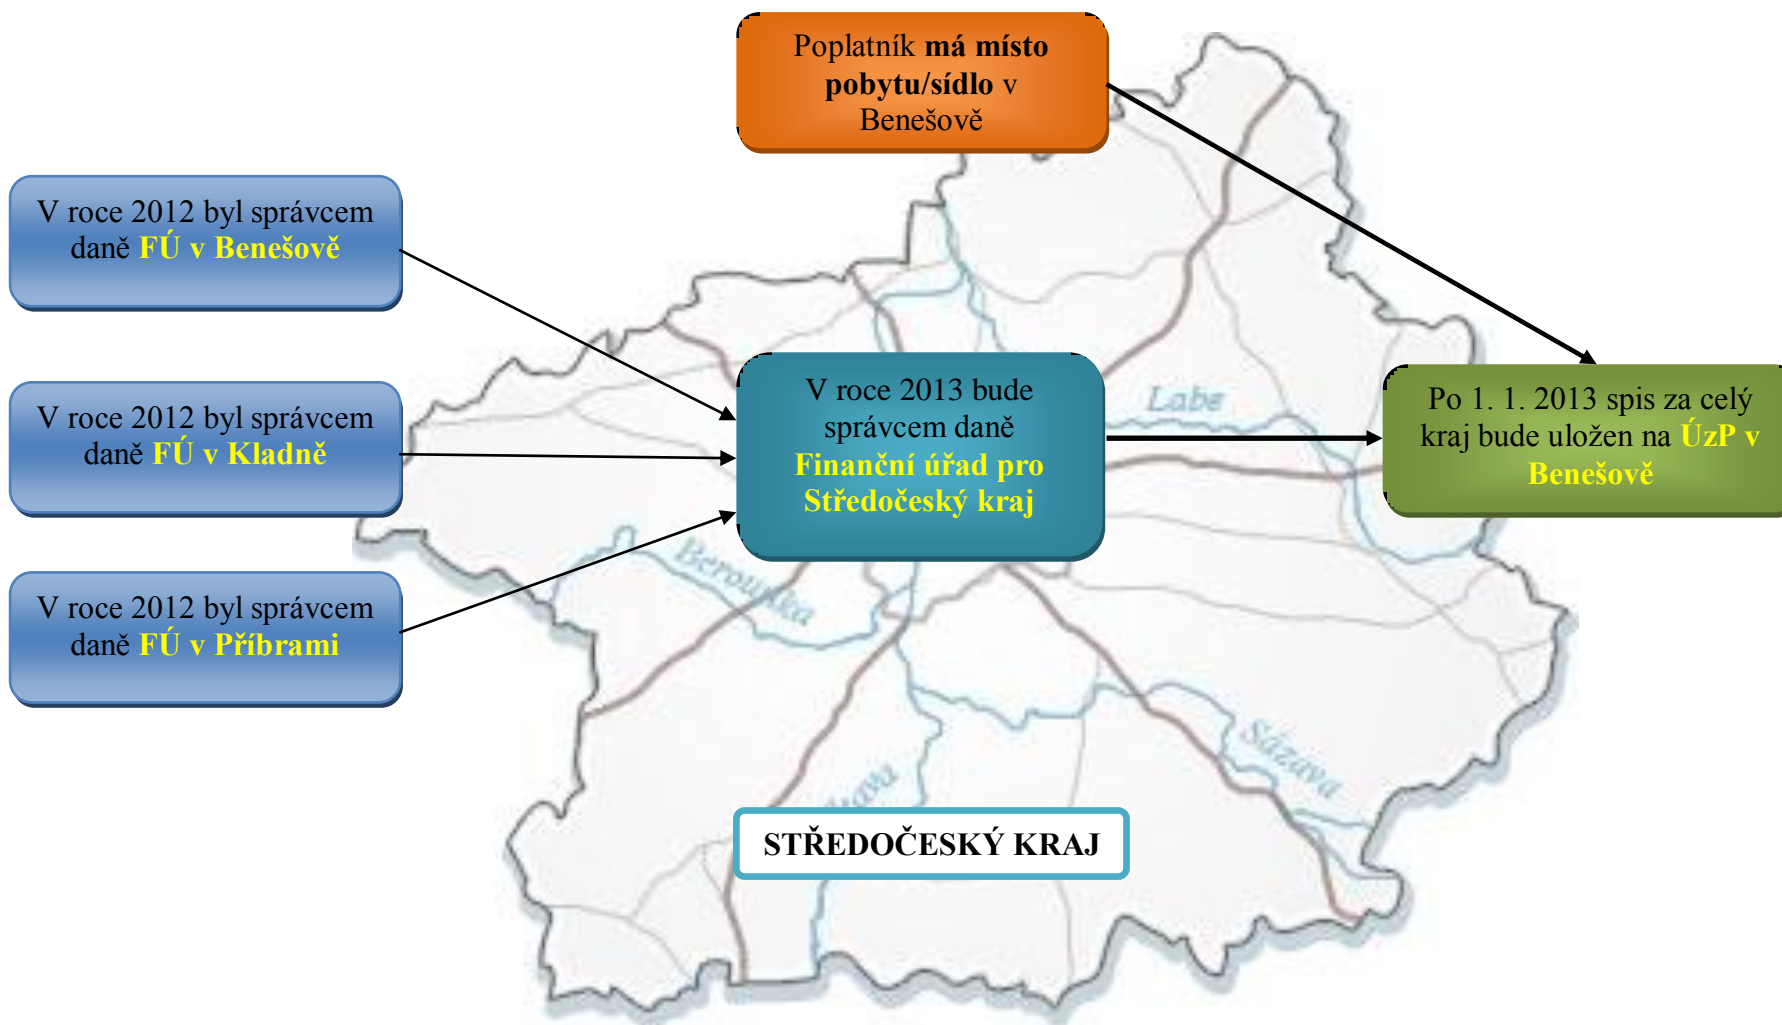 Poplatník má místo
pobytu/sídlo v
Benešově
V roce 2012 byl správcem
daně FÚ v Benešově
V roce 2012 byl správcem
daně FÚ v Kladně
V roce 2012 byl správcem
daně FÚ v Příbrami
V roce 2013 bude
správcem daně
Finanční úřad pro
Středočeský kraj
Po 1. 1. 2013 spis za celý
kraj bude uložen na ÚzP v
Benešově
Labe
Berounka
Sázava
STŘEDOČESKÝ KRAJ